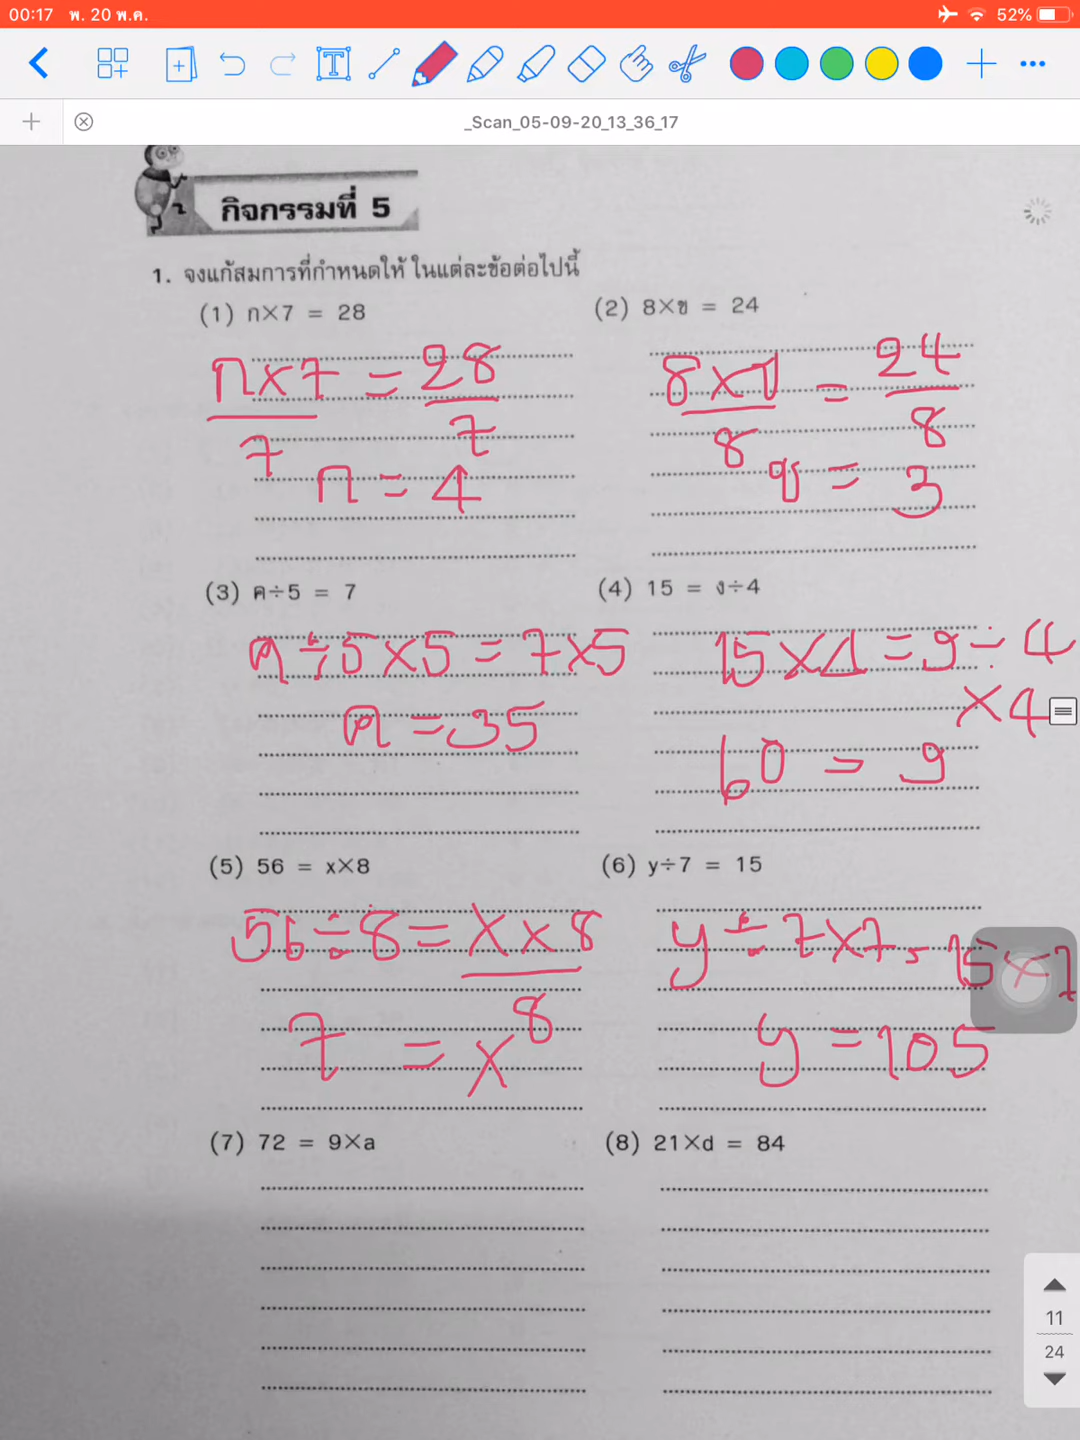 00:17 พ. 20 พ.ค. 52%
_Scan_05-09-20_13_36_17
กิจกรรมที่ 5
1. จงแก้สมการที่กำหนดให้ ในแต่ละข้อต่อไปนี้
(1) ก×7 = 28
(2) 8×ข = 24
ก×7 = 28
7 7
ก = 4
8×ข = 24
8 8
ข = 3
(3) ค÷5 = 7
(4) 15 = ง÷4
ค÷5×5 = 7×5
ค = 35
15×4 = ง÷4
×4
60 = ง
(5) 56 = x×8
(6) y÷7 = 15
56÷8 = x×8
8
7 = x
y÷7×7 = 15×7
y = 105
(7) 72 = 9×a
(8) 21×d = 84
11
24